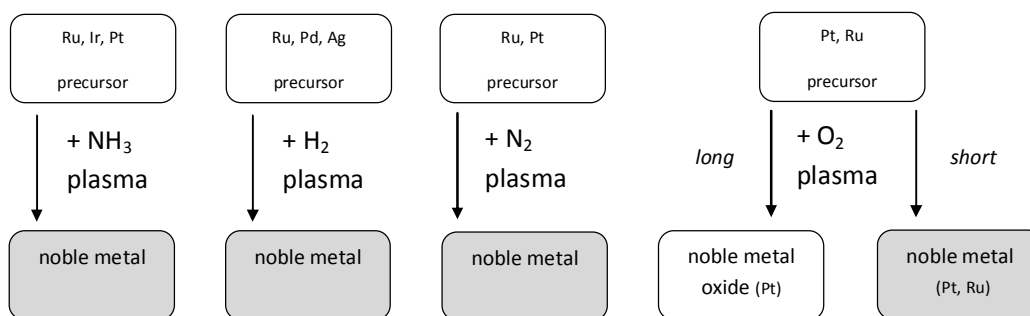 Ru, Ir, Pt
precursor
+ NH₃
plasma
noble metal
Ru, Pd, Ag
precursor
+ H₂
plasma
noble metal
Ru, Pt
precursor
+ N₂
plasma
noble metal
Pt, Ru
precursor
long
+ O₂
plasma
short
noble metal
oxide (Pt)
noble metal
(Pt, Ru)